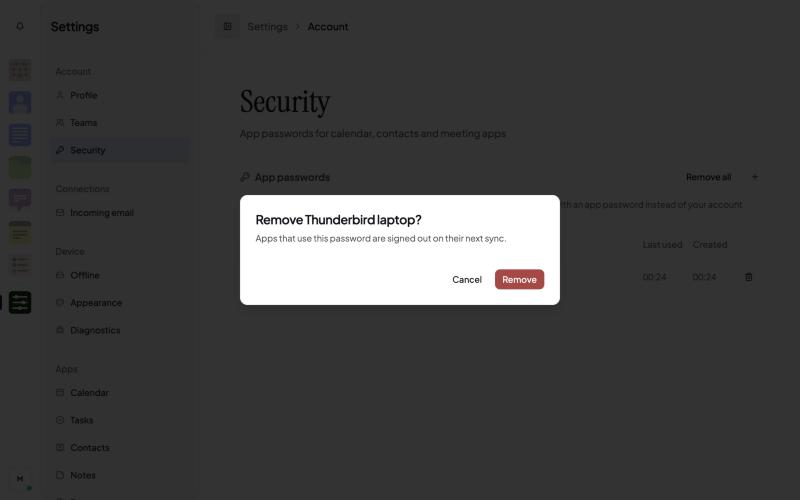 Settings
Settings > Account
Account
Profile
Teams
Security
Connections
Incoming email
Device
Offline
Appearance
Diagnostics
Apps
Calendar
Tasks
Contacts
Notes
M
Security
App passwords for calendar, contacts and meeting apps
App passwords
Remove all
+
an app password instead of your account
Last used Created
00:24 00:24
Remove Thunderbird laptop?
Apps that use this password are signed out on their next sync.
Cancel Remove